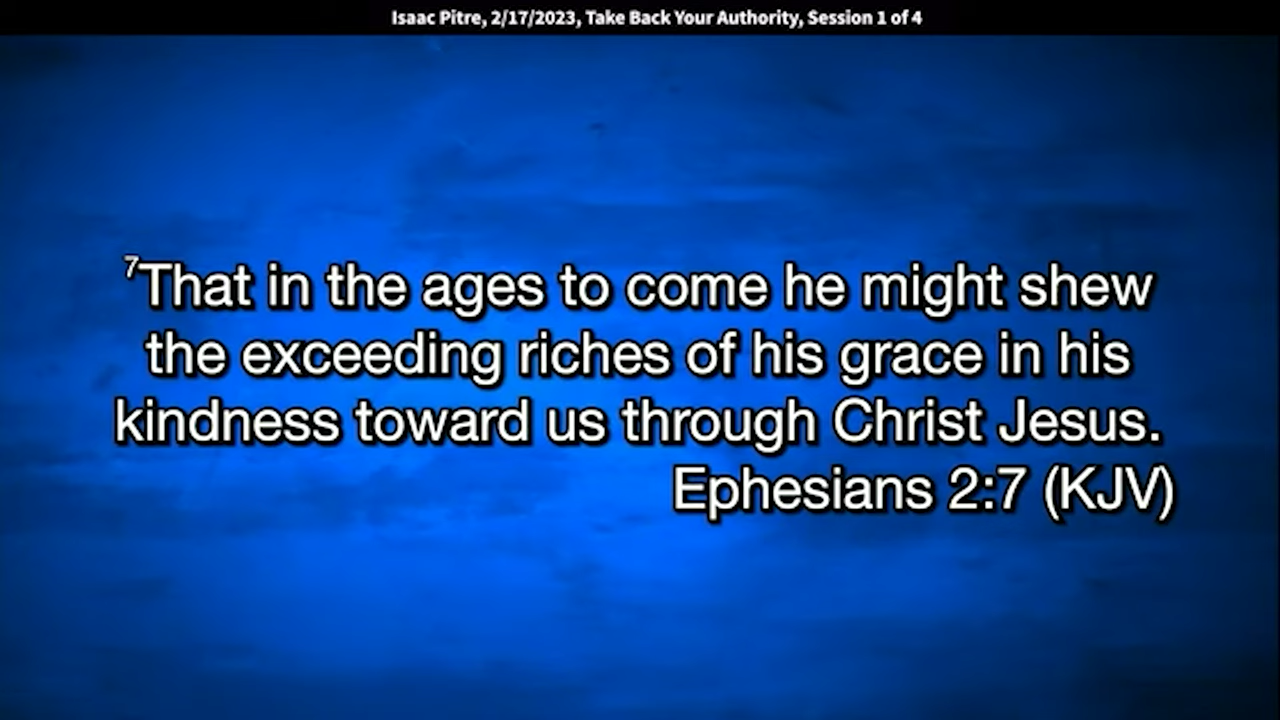 Isaac Pitre, 2/17/2023, Take Back Your Authority, Session 1 of 4
7That in the ages to come he might shew
the exceeding riches of his grace in his
kindness toward us through Christ Jesus.
Ephesians 2:7 (KJV)